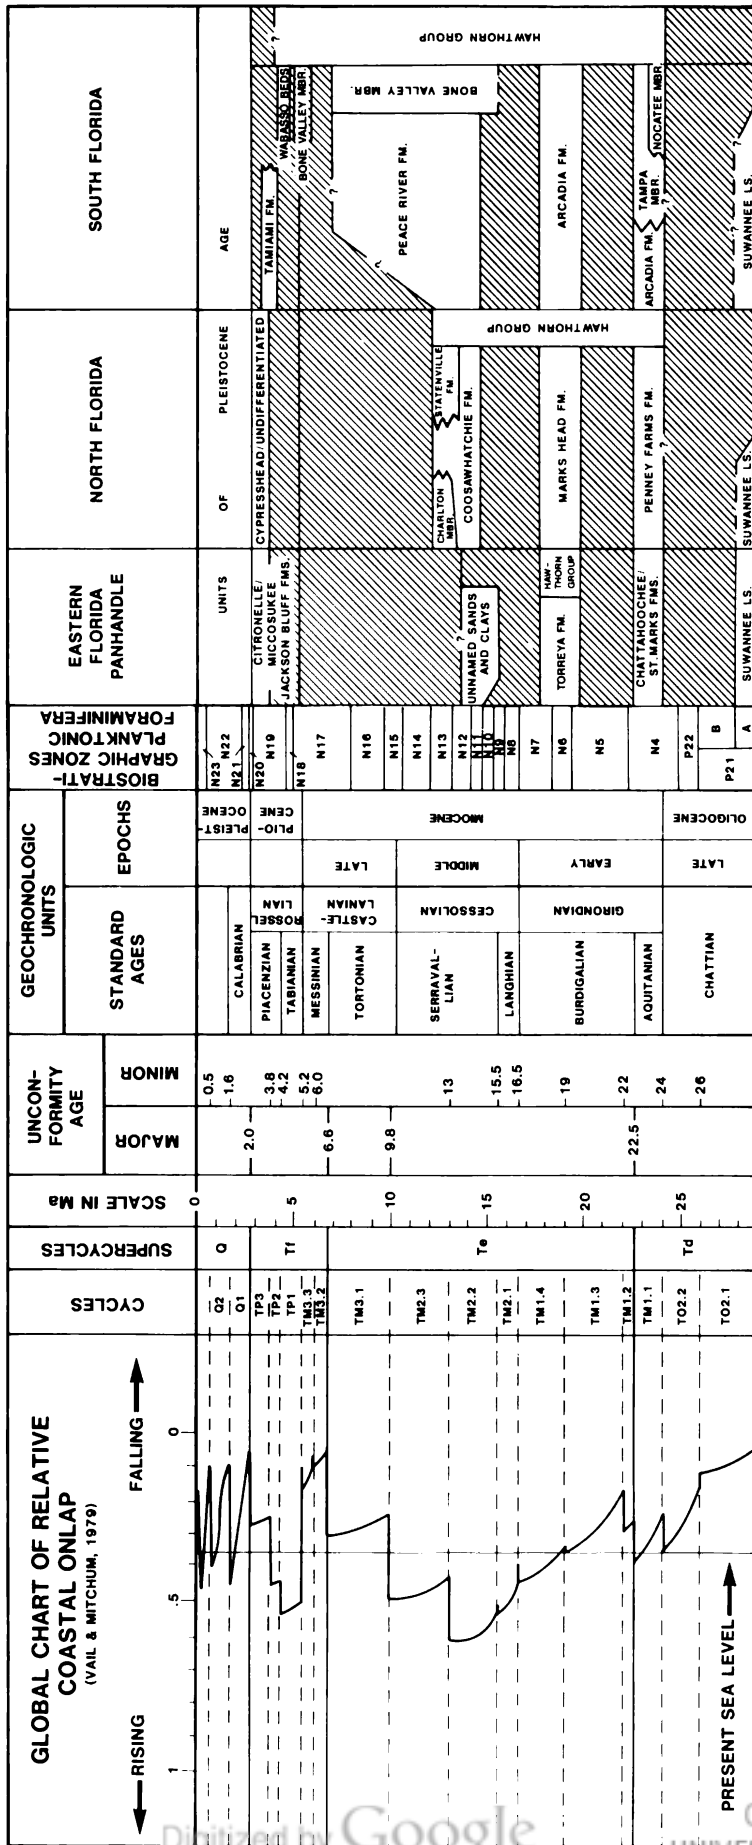 GLOBAL CHART OF RELATIVE
COASTAL ONLAP
(VAIL & MITCHUM, 1979)
RISING
FALLING
1
.5
0
PRESENT SEA LEVEL
CYCLES
Q2
Q1
TP3
TP2
TP1
TM3.3
TM3.2
TM3.1
TM2.3
TM2.2
TM2.1
TM1.4
TM1.3
TM1.2
TM1.1
TO2.2
TO2.1
SUPERCYCLES
Q
Tf
Te
Td
SCALE IN Ma
0
5
10
15
20
25
UNCON-
FORMITY
AGE
MAJOR
2.0
6.6
9.8
22.5
MINOR
0.5
1.6
3.8
4.2
5.2
6.0
13
15.5
16.5
19
22
24
26
GEOCHRONOLOGIC
UNITS
STANDARD
AGES
CALABRIAN
PIACENZIAN
TABIANIAN
MESSINIAN
TORTONIAN
SERRAVAL-
LIAN
LANGHIAN
BURDIGALIAN
AQUITANIAN
CHATTIAN
ROSSEL
LIAN
CASTLE-
LANIAN
CESSOLIAN
GIRONDIAN
EPOCHS
LATE
MIDDLE
EARLY
LATE
PLEIST-
OCENE
PLIO-
CENE
MIOCENE
OLIGOCENE
BIOSTRATI-
GRAPHIC ZONES
PLANKTONIC
FORAMINIFERA
N23
N22
N21
N20
N19
N18
N17
N16
N15
N14
N13
N12
N11
N10
N9
N8
N7
N6
N5
N4
P22
P21
B
A
EASTERN
FLORIDA
PANHANDLE
UNITS
CITRONELLE/
MICCOSUKEE
JACKSON BLUFF FMS.
?
UNNAMED SANDS
AND CLAYS
TORREYA FM.
HAW-
THORN
GROUP
CHATTAHOOCHEE/
ST. MARKS FMS.
SUWANNEE LS.
NORTH FLORIDA
OF
PLEISTOCENE
CYPRESSHEAD/UNDIFFERENTIATED
CHARLTON
MBR.
STATENVILLE
FM.
COOSAWHATCHIE FM.
MARKS HEAD FM.
PENNEY FARMS FM.
?
SUWANNEE LS.
HAWTHORN GROUP
SOUTH FLORIDA
AGE
TAMIAMI FM.
WABASSO BEDS
BONE VALLEY MBR.
?
?
PEACE RIVER FM.
BONE VALLEY MBR.
ARCADIA FM.
ARCADIA FM.
TAMPA
MBR.
NOCATEE MBR.
?
?
?
SUWANNEE LS.
?
?
HAWTHORN GROUP
Digitized by Google